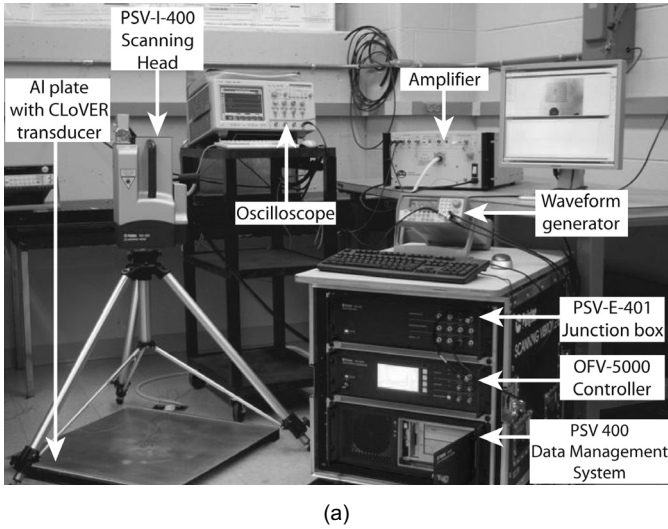 PSV-I-400
Scanning
Head
Al plate
with CLoVER
transducer
Amplifier
Oscilloscope
Waveform
generator
PSV-E-401
Junction box
OFV-5000
Controller
PSV 400
Data Management
System
(a)